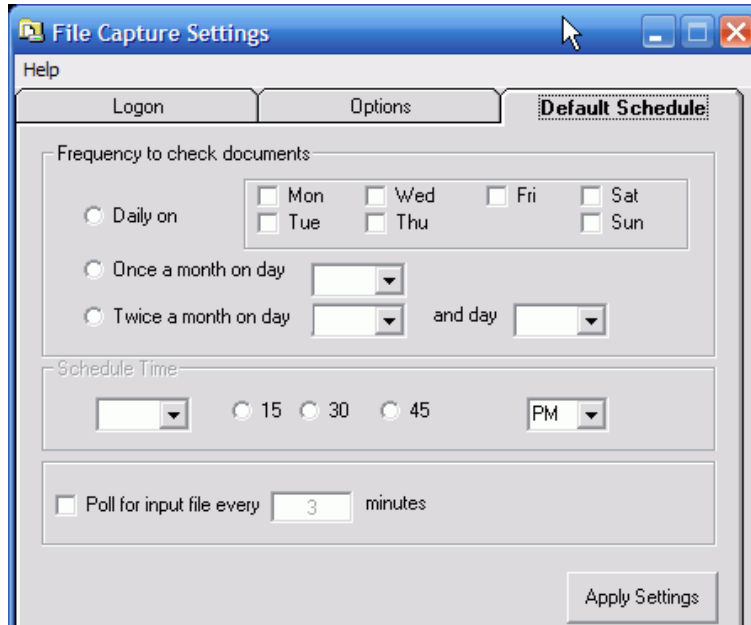 File Capture Settings
Help
Logon Options Default Schedule
Frequency to check documents
Mon Wed Fri Sat
Daily on
Tue Thu Sun
Once a month on day
Twice a month on day and day
Schedule Time
15 30 45 PM
Poll for input file every 3 minutes
Apply Settings